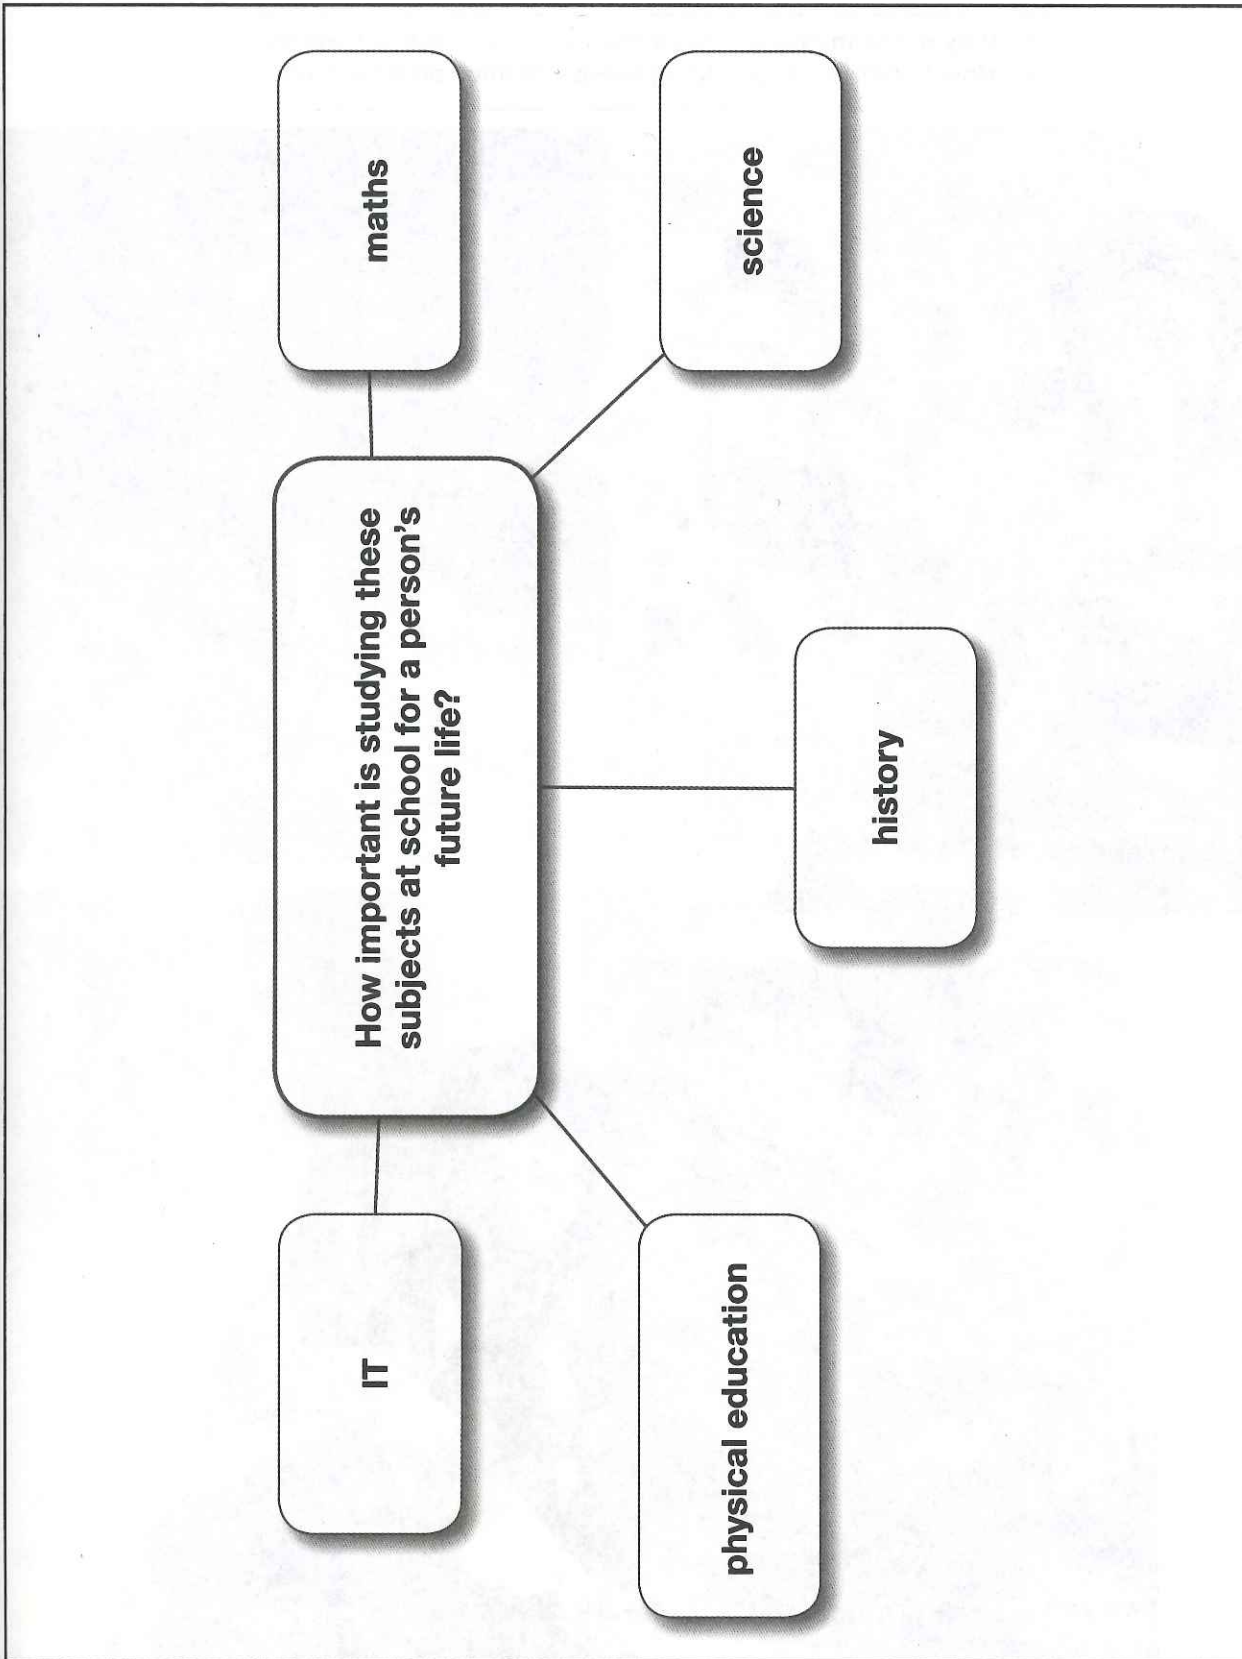 How important is studying these
subjects at school for a person's
future life?
IT
maths
physical education
science
history